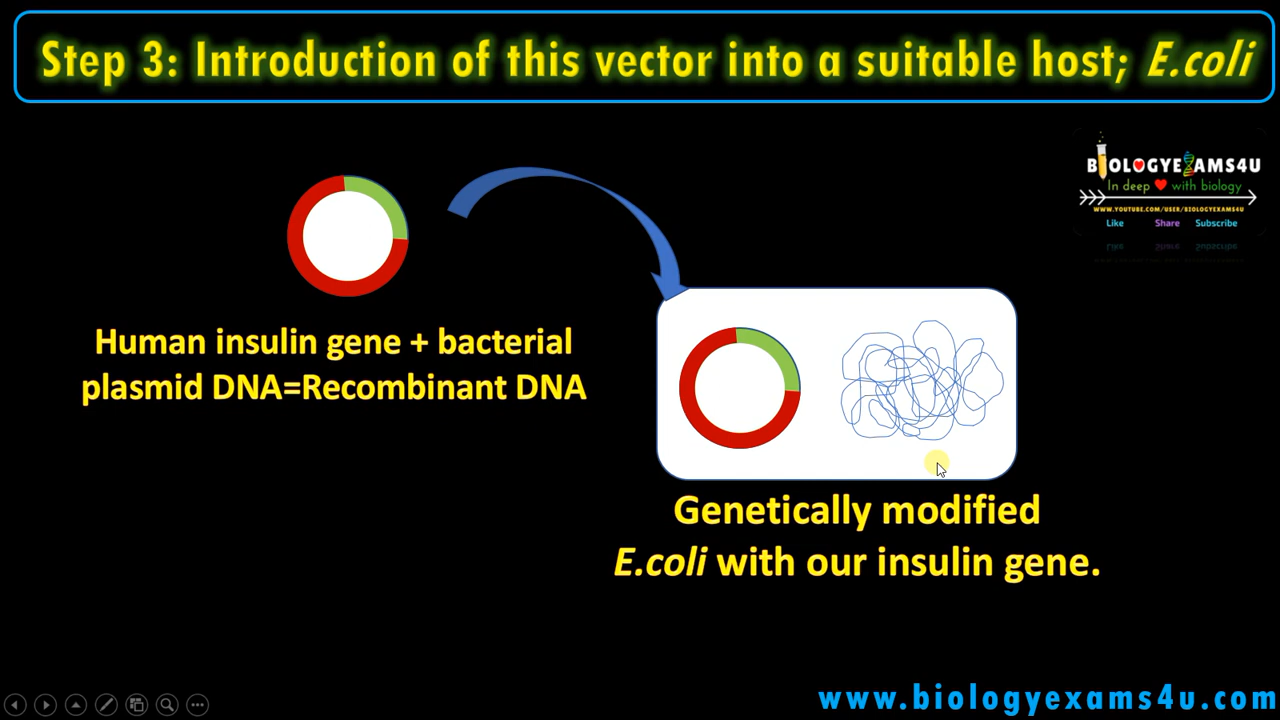 Step 3: Introduction of this vector into a suitable host; E.coli
BIOLOGYEXAMS4U
In deep with biology
WWW.YOUTUBE.COM/USER/BIOLOGYEXAMS4U
Like Share Subscribe
Human insulin gene + bacterial
plasmid DNA=Recombinant DNA
Genetically modified
E.coli with our insulin gene.
www.biologyexams4u.com